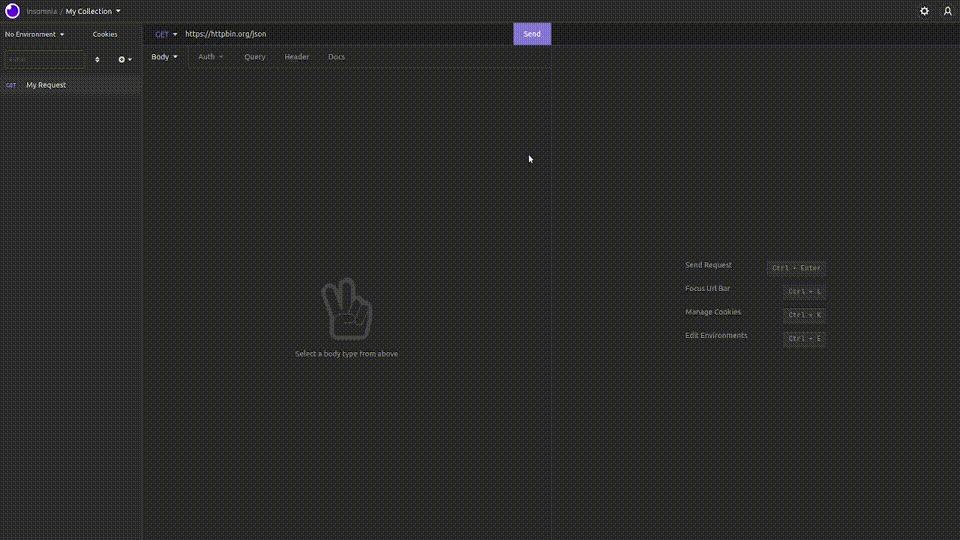 Insomnia / My Collection
No Environment
Cookies
GET https://httpbin.org/json
Send
Body Auth Query Header Docs
GET My Request
Send Request Ctrl + Enter
Focus Url Bar Ctrl + L
Manage Cookies Ctrl + K
Edit Environments Ctrl + E
Select a body type from above